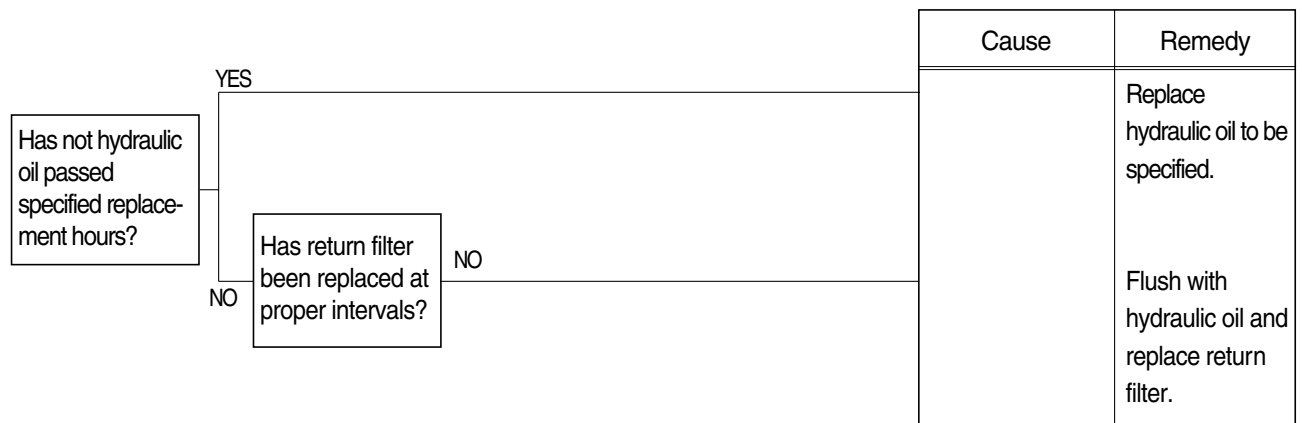 Cause
Remedy
YES
Replace
hydraulic oil to be
specified.
Has not hydraulic
oil passed
specified replace-
ment hours?
NO
Has return filter
been replaced at
proper intervals?
NO
Flush with
hydraulic oil and
replace return
filter.